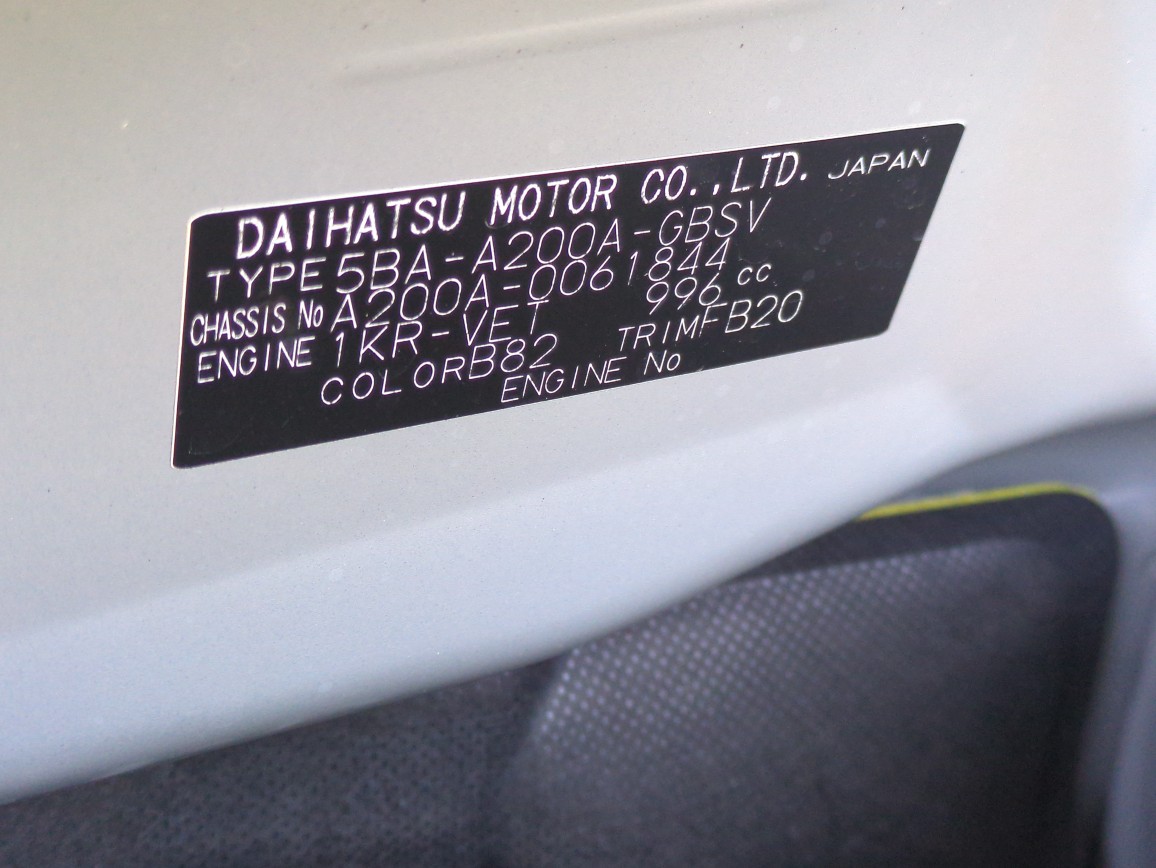 DAIHATSU MOTOR CO.,LTD. JAPAN
TYPE 5BA-A200A-GBSV
CHASSIS No A200A-0061844
ENGINE 1KR-VET 996 cc
COLOR B82 TRIM FB20
ENGINE No